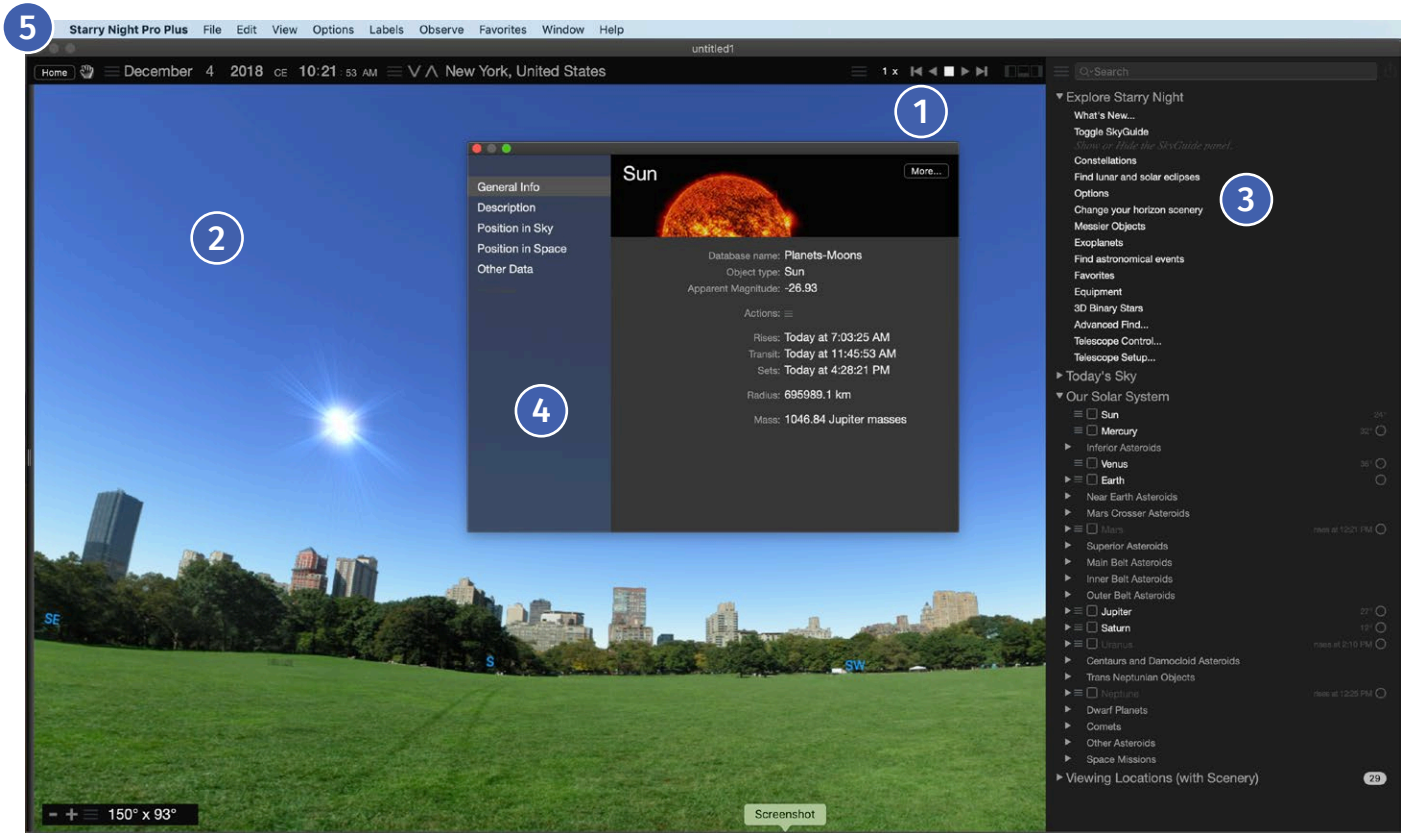 5
Starry Night Pro Plus File Edit View Options Labels Observe Favorites Window Help
untitled1
Home December 4 2018 CE 10:21:53 AM New York, United States 1 x Search
1
2
3
4
Sun More...
General Info
Description
Position in Sky
Position in Space
Other Data
Database name: Planets-Moons
Object type: Sun
Apparent Magnitude: -26.93
Actions:
Rises: Today at 7:03:25 AM
Transit: Today at 11:45:53 AM
Sets: Today at 4:28:21 PM
Radius: 695989.1 km
Mass: 1046.84 Jupiter masses
SE
S
SW
150° x 93°
Screenshot
Explore Starry Night
What's New...
Toggle SkyGuide
Show or Hide the SkyGuide panel.
Constellations
Find lunar and solar eclipses
Options
Change your horizon scenery
Messier Objects
Exoplanets
Find astronomical events
Favorites
Equipment
3D Binary Stars
Advanced Find...
Telescope Control...
Telescope Setup...
Today's Sky
Our Solar System
Sun
Mercury 32°
Inferior Asteroids
Venus 36°
Earth
Near Earth Asteroids
Mars Crosser Asteroids
Mars rises at 12:21 PM
Superior Asteroids
Main Belt Asteroids
Inner Belt Asteroids
Outer Belt Asteroids
Jupiter 27°
Saturn 12°
Uranus rises at 2:10 PM
Centaurs and Damocloid Asteroids
Trans Neptunian Objects
Neptune rises at 12:25 PM
Dwarf Planets
Comets
Other Asteroids
Space Missions
Viewing Locations (with Scenery) 29